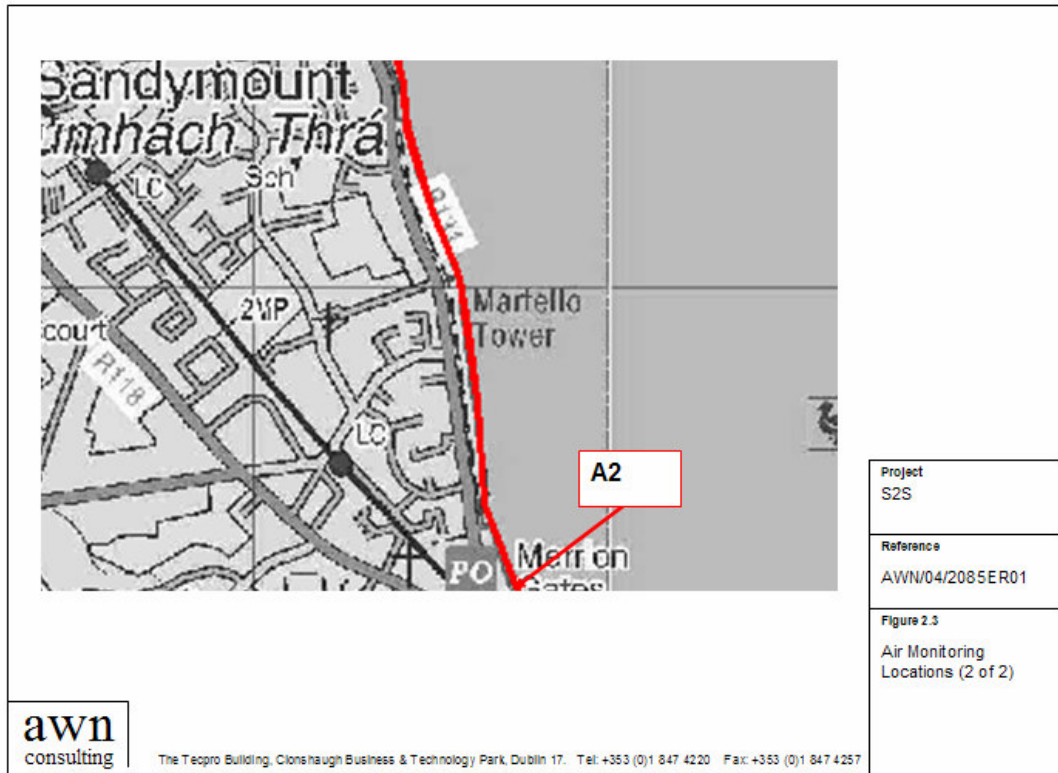 Sandymount
umhách Thrá
LC
Sch
R131
2MP
Martello
Tower
court
R118
LC
A2
PO
Merrion
Gates
Project
S2S
Reference
AWN/04/2085ER01
Figure 2.3
Air Monitoring
Locations (2 of 2)
awn
consulting
The Tecpro Building, Clonshaugh Business & Technology Park, Dublin 17. Tel: +353 (0)1 847 4220 Fax: +353 (0)1 847 4257